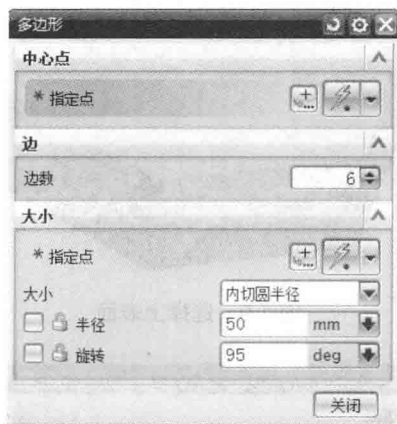 多边形
中心点
* 指定点
边
边数 6
大小
* 指定点
大小 内切圆半径
半径 50 mm
旋转 95 deg
关闭